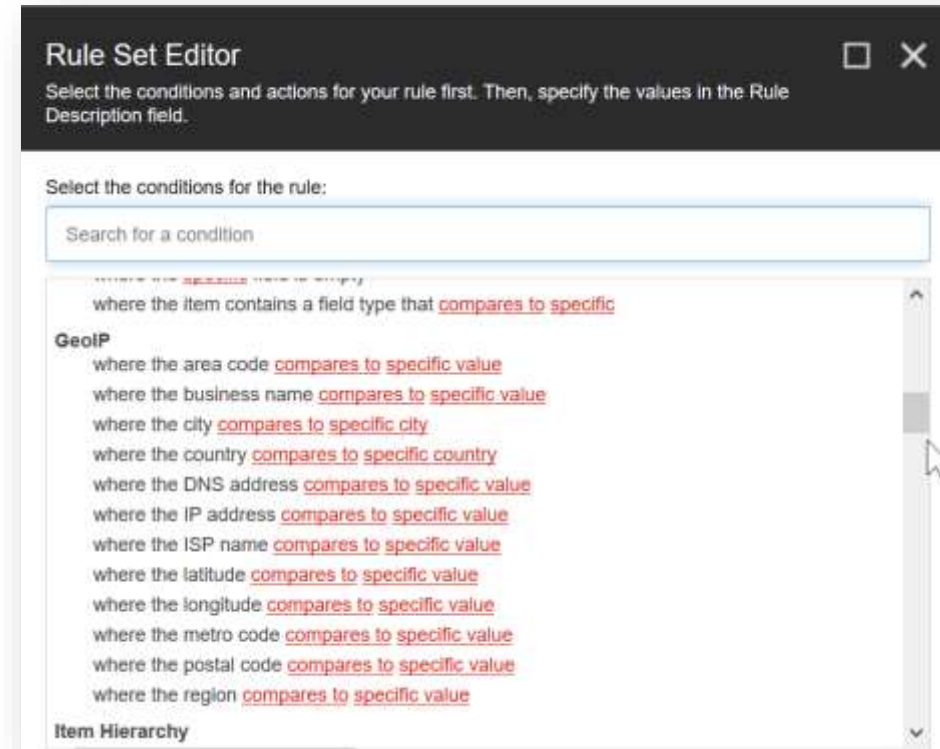 Rule Set Editor
Select the conditions and actions for your rule first. Then, specify the values in the Rule
Description field.
Select the conditions for the rule:
Search for a condition
where the specific field is empty
where the item contains a field type that compares to specific
GeoIP
where the area code compares to specific value
where the business name compares to specific value
where the city compares to specific city
where the country compares to specific country
where the DNS address compares to specific value
where the IP address compares to specific value
where the ISP name compares to specific value
where the latitude compares to specific value
where the longitude compares to specific value
where the metro code compares to specific value
where the postal code compares to specific value
where the region compares to specific value
Item Hierarchy